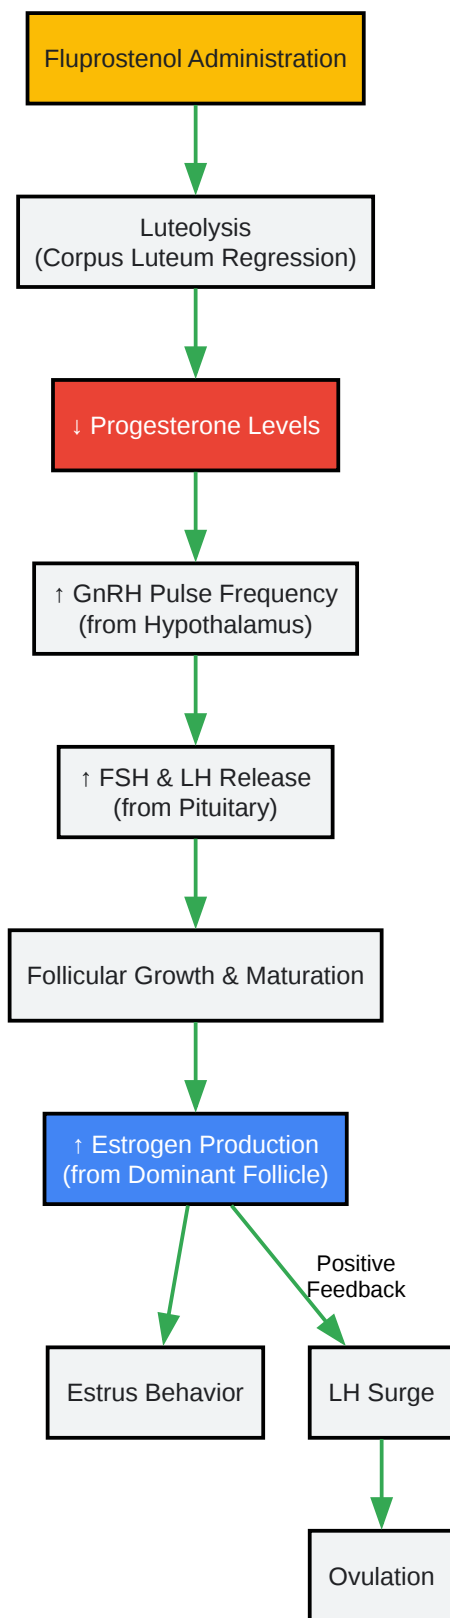 Fluprostenol Administration
Luteolysis
(Corpus Luteum Regression)
↓ Progesterone Levels
↑ GnRH Pulse Frequency
(from Hypothalamus)
↑ FSH & LH Release
(from Pituitary)
Follicular Growth & Maturation
↑ Estrogen Production
(from Dominant Follicle)
Positive
Feedback
Estrus Behavior
LH Surge
Ovulation